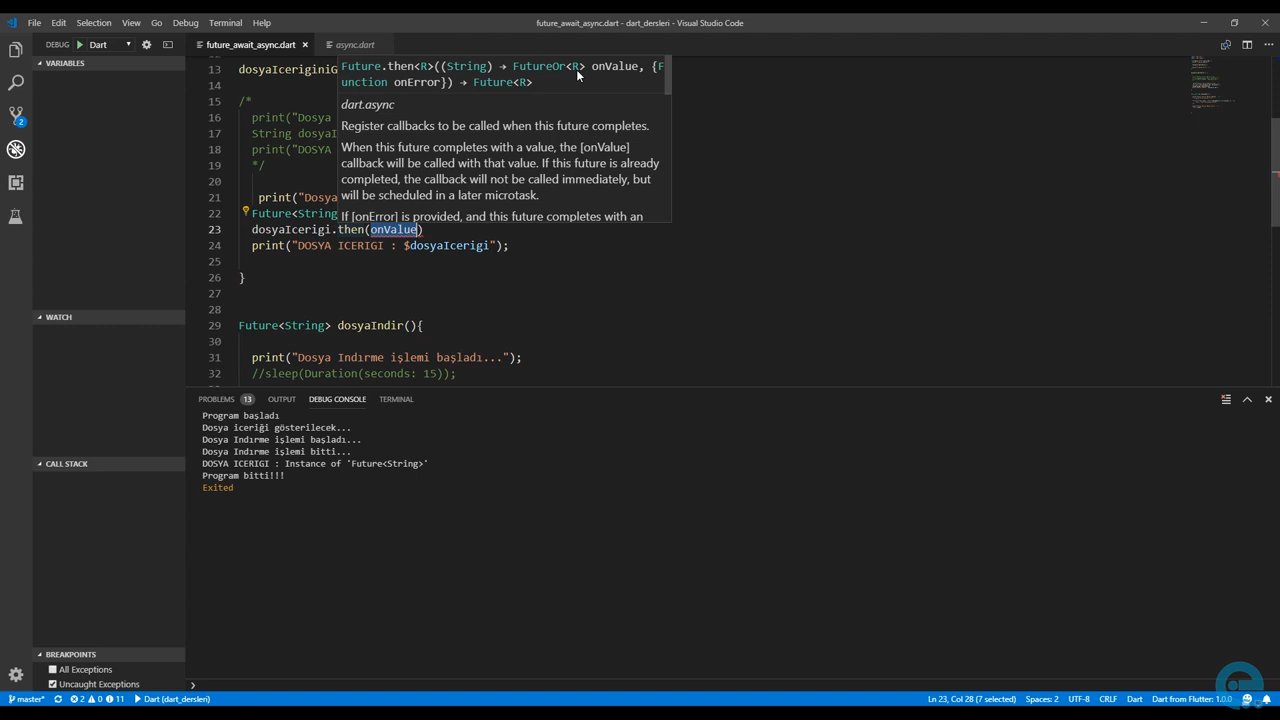 File Edit Selection View Go Debug Terminal Help
future_await_async.dart - dart_dersleri - Visual Studio Code
DEBUG Dart
future_await_async.dart ×
async.dart
VARIABLES
WATCH
CALL STACK
BREAKPOINTS
All Exceptions
Uncaught Exceptions
Future.then<R>((String) → FutureOr<R> onValue, {F
unction onError}) → Future<R>
dart.async
Register callbacks to be called when this future completes.
When this future completes with a value, the [onValue]
callback will be called with that value. If this future is already
completed, the callback will not be called immediately, but
will be scheduled in a later microtask.
If [onError] is provided, and this future completes with an
13 dosyaIceriginiG
14
15 /*
16 print("Dosya
17 String dosyaI
18 print("DOSYA
19 */
20
21 print("Dosya
22 Future<String
23 dosyaIcerigi.then(onValue)
24 print("DOSYA ICERIGI : $dosyaIcerigi");
25
26 }
27
28
29 Future<String> dosyaIndir(){
30
31 print("Dosya Indırme işlemi başladı...");
32 //sleep(Duration(seconds: 15));
PROBLEMS 13 OUTPUT DEBUG CONSOLE TERMINAL
Program başladı
Dosya iceriği gösterilecek...
Dosya Indırme işlemi başladı...
Dosya Indırme işlemi bitti...
DOSYA ICERIGI : Instance of 'Future<String>'
Program bitti!!!
Exited
master* 2 0 11 Dart (dart_dersleri)
Ln 23, Col 28 (7 selected) Spaces: 2 UTF-8 CRLF Dart Dart from Flutter: 1.0.0